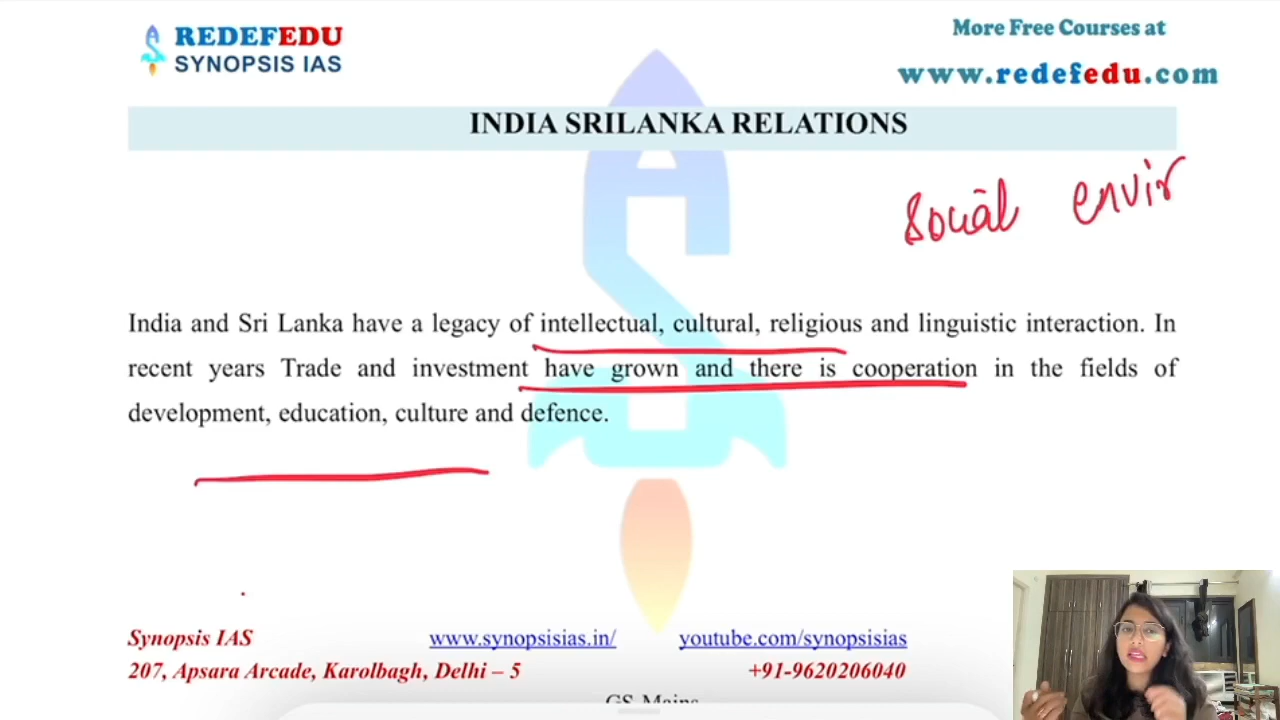 REDEFEDU
SYNOPSIS IAS
More Free Courses at
www.redefedu.com
INDIA SRILANKA RELATIONS
Social envir
India and Sri Lanka have a legacy of intellectual, cultural, religious and linguistic interaction. In
recent years Trade and investment have grown and there is cooperation in the fields of
development, education, culture and defence.
Synopsis IAS
www.synopsisias.in/
youtube.com/synopsisias
207, Apsara Arcade, Karolbagh, Delhi – 5
+91-9620206040
GS Mains